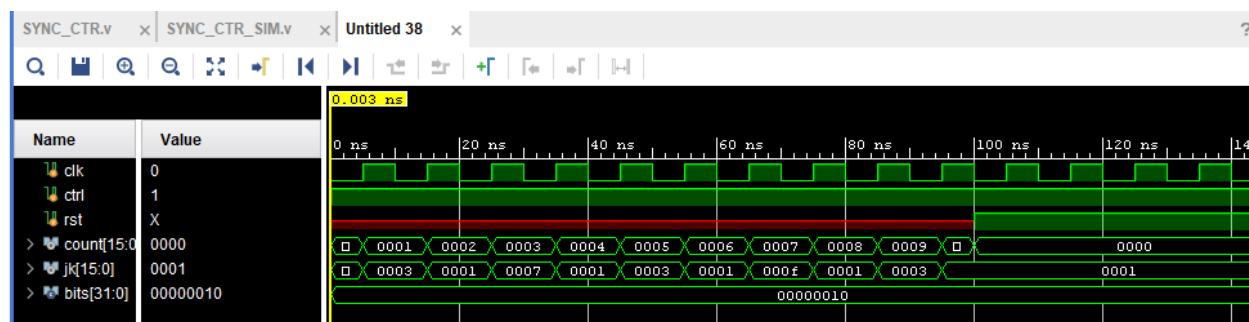 SYNC_CTR.v × SYNC_CTR_SIM.v × Untitled 38 × ?
0.003 ns
Name Value
0 ns 20 ns 40 ns 60 ns 80 ns 100 ns 120 ns 14
clk 0
ctrl 1
rst X
count[15:0 0000 0001 0002 0003 0004 0005 0006 0007 0008 0009 0000
jk[15:0] 0001 0003 0001 0007 0001 0003 0001 000f 0001 0003 0001
bits[31:0] 00000010 00000010